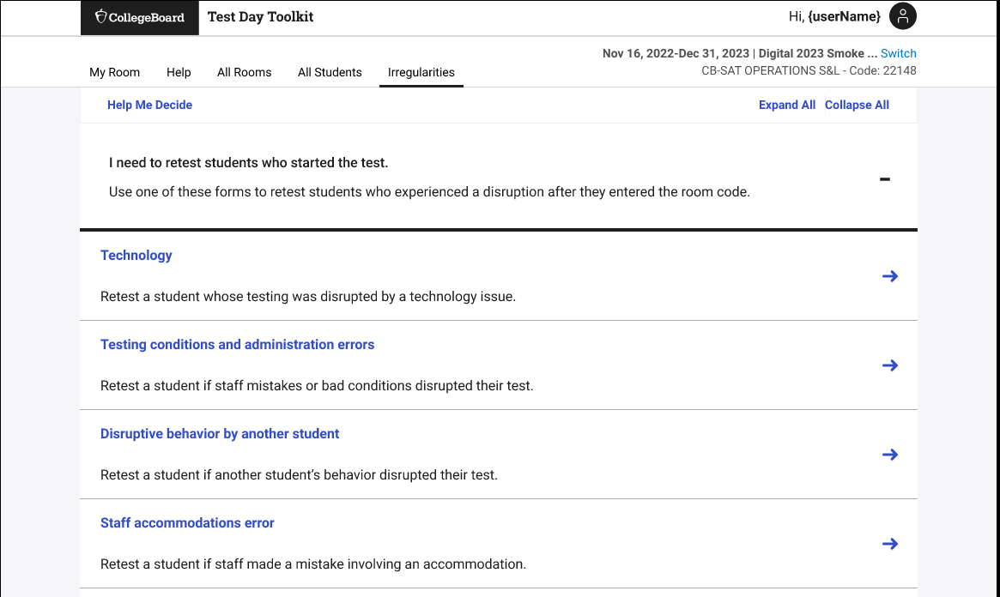 CollegeBoard Test Day Toolkit Hi, {userName}
Nov 16, 2022-Dec 31, 2023 | Digital 2023 Smoke ... Switch
CB-SAT OPERATIONS S&L - Code: 22148
My Room Help All Rooms All Students Irregularities
Help Me Decide Expand All Collapse All
I need to retest students who started the test.
Use one of these forms to retest students who experienced a disruption after they entered the room code.
Technology
Retest a student whose testing was disrupted by a technology issue.
Testing conditions and administration errors
Retest a student if staff mistakes or bad conditions disrupted their test.
Disruptive behavior by another student
Retest a student if another student’s behavior disrupted their test.
Staff accommodations error
Retest a student if staff made a mistake involving an accommodation.